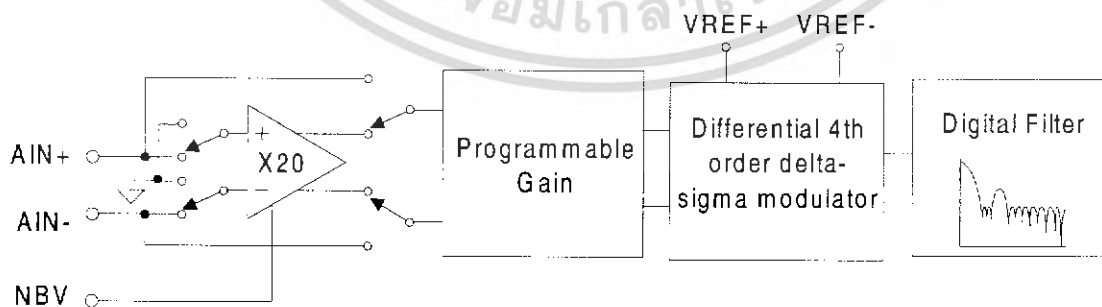 VREF+ VREF-
AIN+
AIN-
NBV
+
X20
−
Programmable
Gain
Differential 4th
order delta-
sigma modulator
Digital Filter